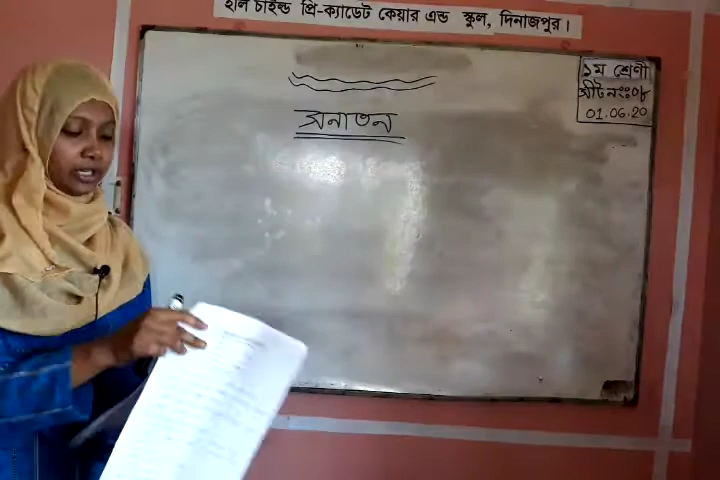 হলি চাইল্ড প্রি-ক্যাডেট কেয়ার এন্ড স্কুল, দিনাজপুর।
১ম শ্রেণী
সীট নংঃ ০৮
01.06.20
সনাতন